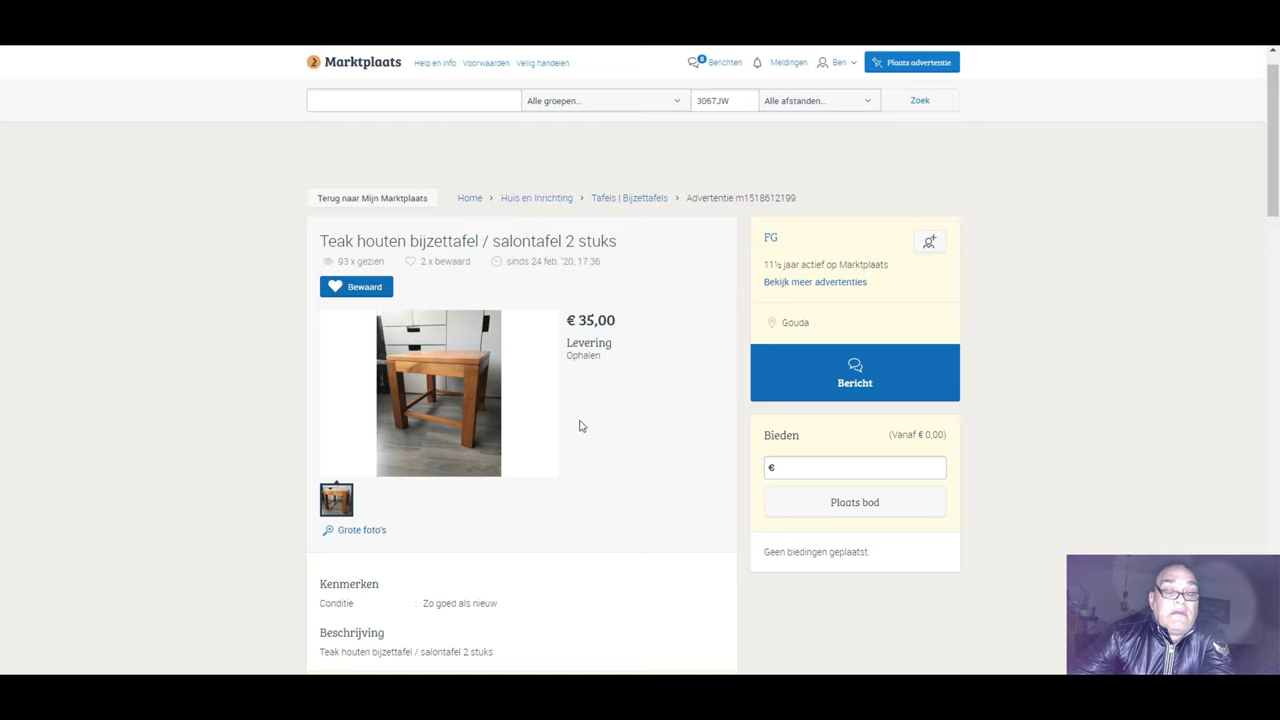 Marktplaats Help en info Voorwaarden Veilig handelen
8 Berichten Meldingen Ben Plaats advertentie
Alle groepen... 3067JW Alle afstanden... Zoek
Terug naar Mijn Marktplaats Home > Huis en Inrichting > Tafels | Bijzettafels > Advertentie m1518612199
Teak houten bijzettafel / salontafel 2 stuks
93 x gezien 2 x bewaard sinds 24 feb. '20, 17:36
Bewaard
€ 35,00
Levering
Ophalen
Grote foto's
Kenmerken
Conditie : Zo goed als nieuw
Beschrijving
Teak houten bijzettafel / salontafel 2 stuks
FG
11½ jaar actief op Marktplaats
Bekijk meer advertenties
Gouda
Bericht
Bieden (Vanaf € 0,00)
€
Plaats bod
Geen biedingen geplaatst.